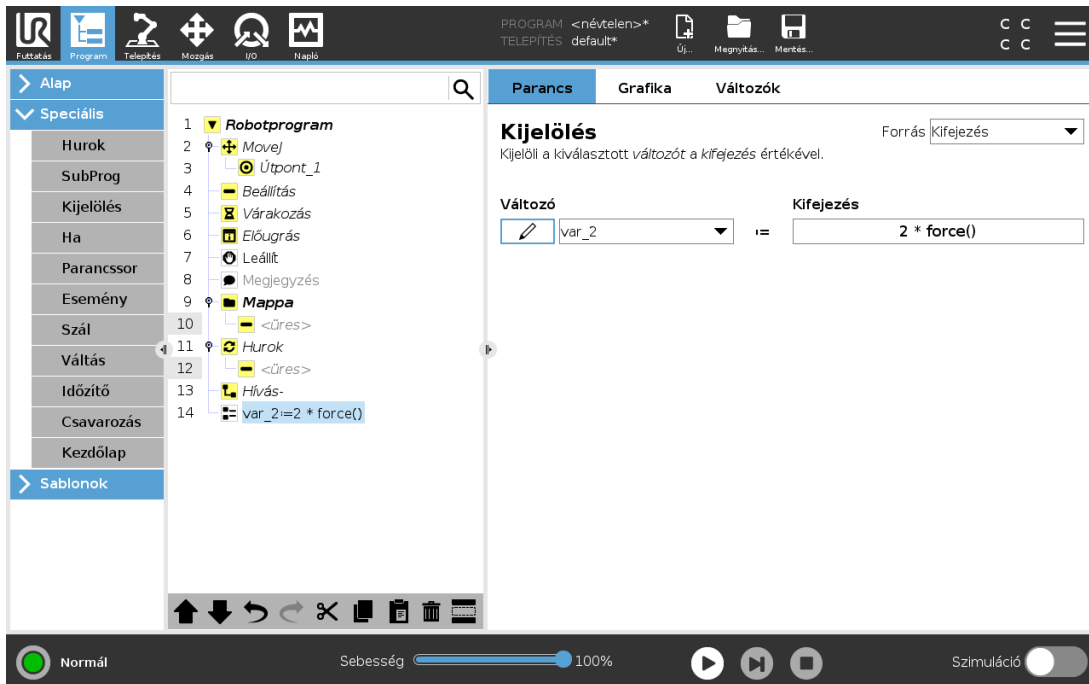 UR
PROGRAM <névtelen>*
TELEPÍTÉS default*
Futtatás
Program
Telepítés
Mozgás
I/O
Napló
Új...
Megnyitás...
Mentés...
C C
C C
Alap
Speciális
Hurok
SubProg
Kijelölés
Ha
Parancssor
Esemény
Szál
Váltás
Időzítő
Csavarozás
Kezdőlap
Sablonok
1 Robotprogram
2 MoveJ
3 Útpont_1
4 Beállítás
5 Várakozás
6 Előugrás
7 Leállít
8 Megjegyzés
9 Mappa
10 <üres>
11 Hurok
12 <üres>
13 Hívás-
14 var_2:=2 * force()
Parancs
Grafika
Változók
Kijelölés
Forrás Kifejezés
Kijelöli a kiválasztott változót a kifejezés értékével.
Változó
Kifejezés
var_2 := 2 * force()
Normál
Sebesség
100%
Szimuláció